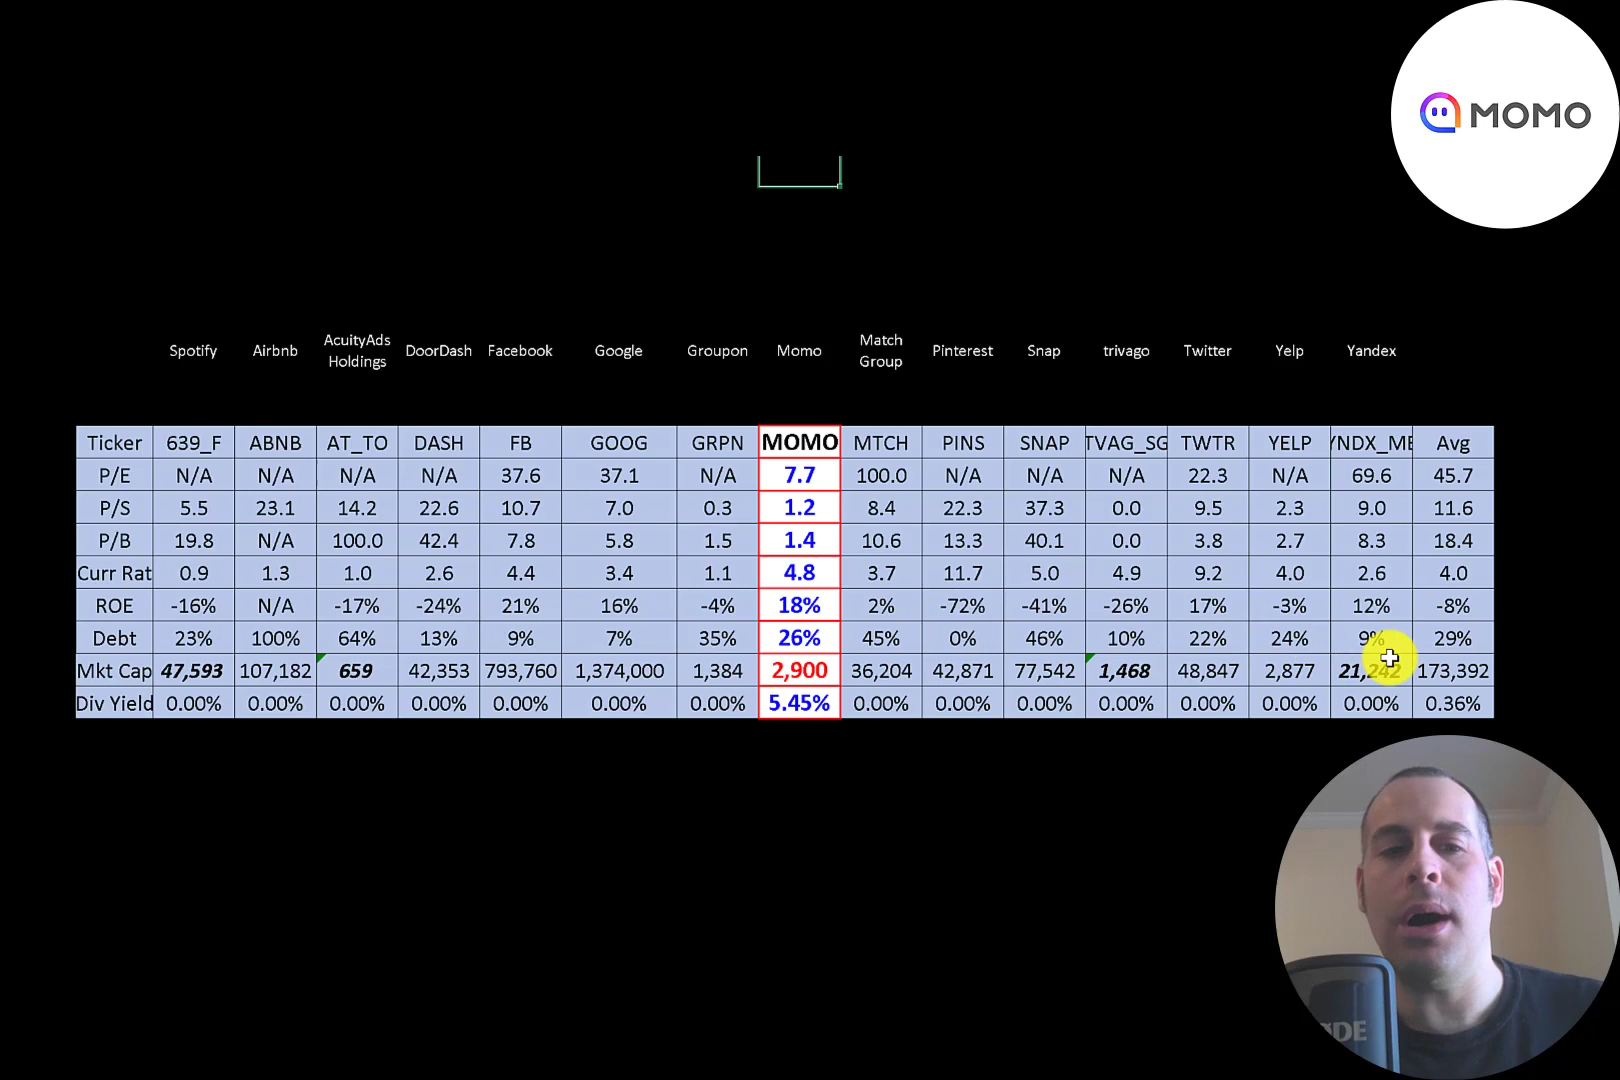 MOMO
Spotify Airbnb AcuityAds Holdings DoorDash Facebook Google Groupon Momo Match Group Pinterest Snap trivago Twitter Yelp Yandex
Ticker 639_F ABNB AT_TO DASH FB GOOG GRPN MOMO MTCH PINS SNAP TVAG_SG TWTR YELP YNDX_ME Avg
P/E N/A N/A N/A N/A 37.6 37.1 N/A 7.7 100.0 N/A N/A N/A 22.3 N/A 69.6 45.7
P/S 5.5 23.1 14.2 22.6 10.7 7.0 0.3 1.2 8.4 22.3 37.3 0.0 9.5 2.3 9.0 11.6
P/B 19.8 N/A 100.0 42.4 7.8 5.8 1.5 1.4 10.6 13.3 40.1 0.0 3.8 2.7 8.3 18.4
Curr Rat 0.9 1.3 1.0 2.6 4.4 3.4 1.1 4.8 3.7 11.7 5.0 4.9 9.2 4.0 2.6 4.0
ROE -16% N/A -17% -24% 21% 16% -4% 18% 2% -72% -41% -26% 17% -3% 12% -8%
Debt 23% 100% 64% 13% 9% 7% 35% 26% 45% 0% 46% 10% 22% 24% 9% 29%
Mkt Cap 47,593 107,182 659 42,353 793,760 1,374,000 1,384 2,900 36,204 42,871 77,542 1,468 48,847 2,877 21,242 173,392
Div Yield 0.00% 0.00% 0.00% 0.00% 0.00% 0.00% 0.00% 5.45% 0.00% 0.00% 0.00% 0.00% 0.00% 0.00% 0.00% 0.36%